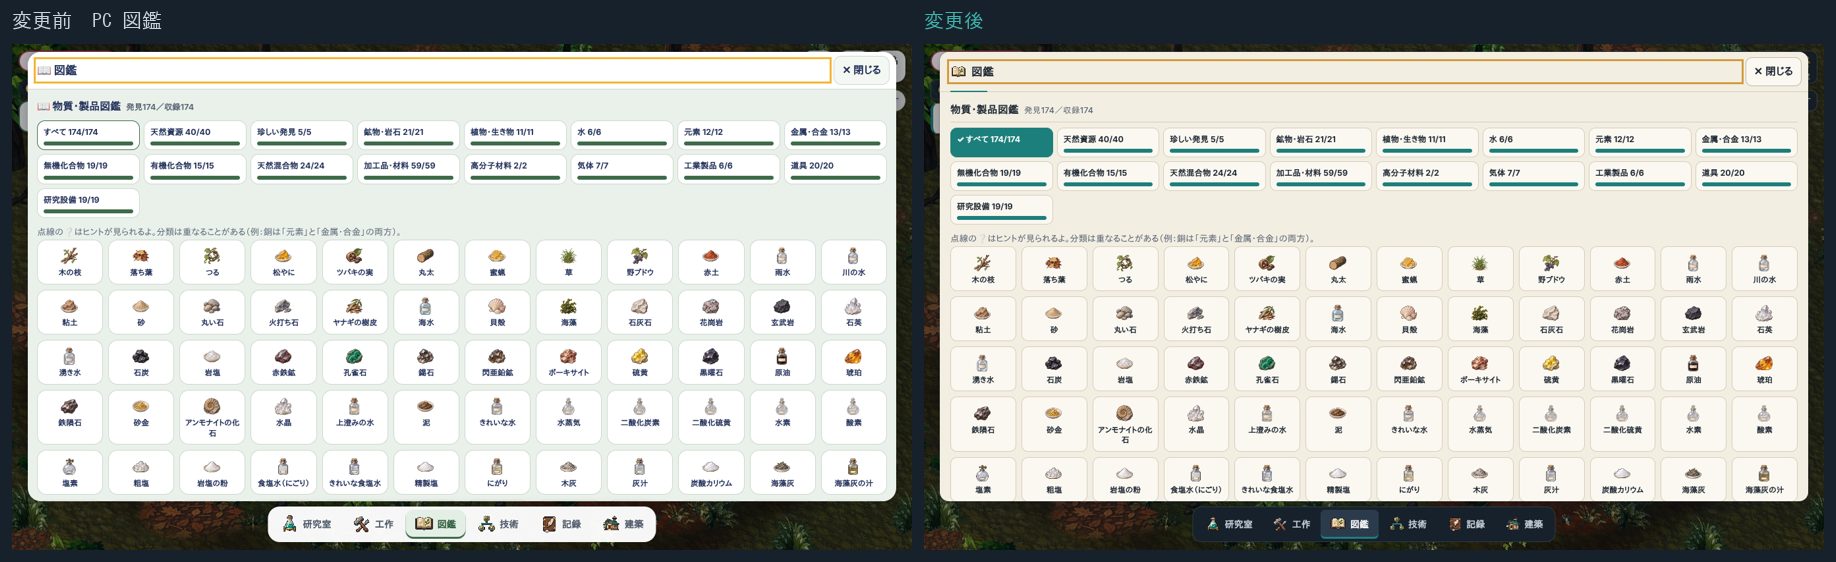 変更前　PC 図鑑
図鑑
✕ 閉じる
物質・製品図鑑 発見174／収録174
すべて 174/174 天然資源 40/40 珍しい発見 5/5 鉱物・岩石 21/21 植物・生き物 11/11 水 6/6 元素 12/12 金属・合金 13/13
無機化合物 19/19 有機化合物 15/15 天然混合物 24/24 加工品・材料 59/59 高分子材料 2/2 気体 7/7 工業製品 6/6 道具 20/20
研究設備 19/19
点線の❔はヒントが見られるよ。分類は重なることがある（例：銅は「元素」と「金属・合金」の両方）。
木の枝 落ち葉 つる 松やに ツバキの実 丸太 蜜蝋 草 野ブドウ 赤土 雨水 川の水
粘土 砂 丸い石 火打ち石 ヤナギの樹皮 海水 貝殻 海藻 石灰石 花崗岩 玄武岩 石英
湧き水 石炭 岩塩 赤鉄鉱 孔雀石 錫石 閃亜鉛鉱 ボーキサイト 硫黄 黒曜石 原油 琥珀
鉄隕石 砂金 アンモナイトの化石 水晶 上澄みの水 泥 きれいな水 水蒸気 二酸化炭素 二酸化硫黄 水素 酸素
塩素 粗塩 岩塩の粉 食塩水（にごり） きれいな食塩水 精製塩 にがり 木灰 灰汁 炭酸カリウム 海藻灰 海藻灰の汁
研究室 工作 図鑑 技術 記録 建築
変更後
図鑑
✕ 閉じる
物質・製品図鑑 発見174／収録174
✓すべて 174/174 天然資源 40/40 珍しい発見 5/5 鉱物・岩石 21/21 植物・生き物 11/11 水 6/6 元素 12/12 金属・合金 13/13
無機化合物 19/19 有機化合物 15/15 天然混合物 24/24 加工品・材料 59/59 高分子材料 2/2 気体 7/7 工業製品 6/6 道具 20/20
研究設備 19/19
点線の❔はヒントが見られるよ。分類は重なることがある（例：銅は「元素」と「金属・合金」の両方）。
木の枝 落ち葉 つる 松やに ツバキの実 丸太 蜜蝋 草 野ブドウ 赤土 雨水 川の水
粘土 砂 丸い石 火打ち石 ヤナギの樹皮 海水 貝殻 海藻 石灰石 花崗岩 玄武岩 石英
湧き水 石炭 岩塩 赤鉄鉱 孔雀石 錫石 閃亜鉛鉱 ボーキサイト 硫黄 黒曜石 原油 琥珀
鉄隕石 砂金 アンモナイトの化石 水晶 上澄みの水 泥 きれいな水 水蒸気 二酸化炭素 二酸化硫黄 水素 酸素
塩素 粗塩 岩塩の粉 食塩水（にごり） きれいな食塩水 精製塩 にがり 木灰 灰汁 炭酸カリウム 海藻灰 海藻灰の汁
研究室 工作 図鑑 技術 記録 建築